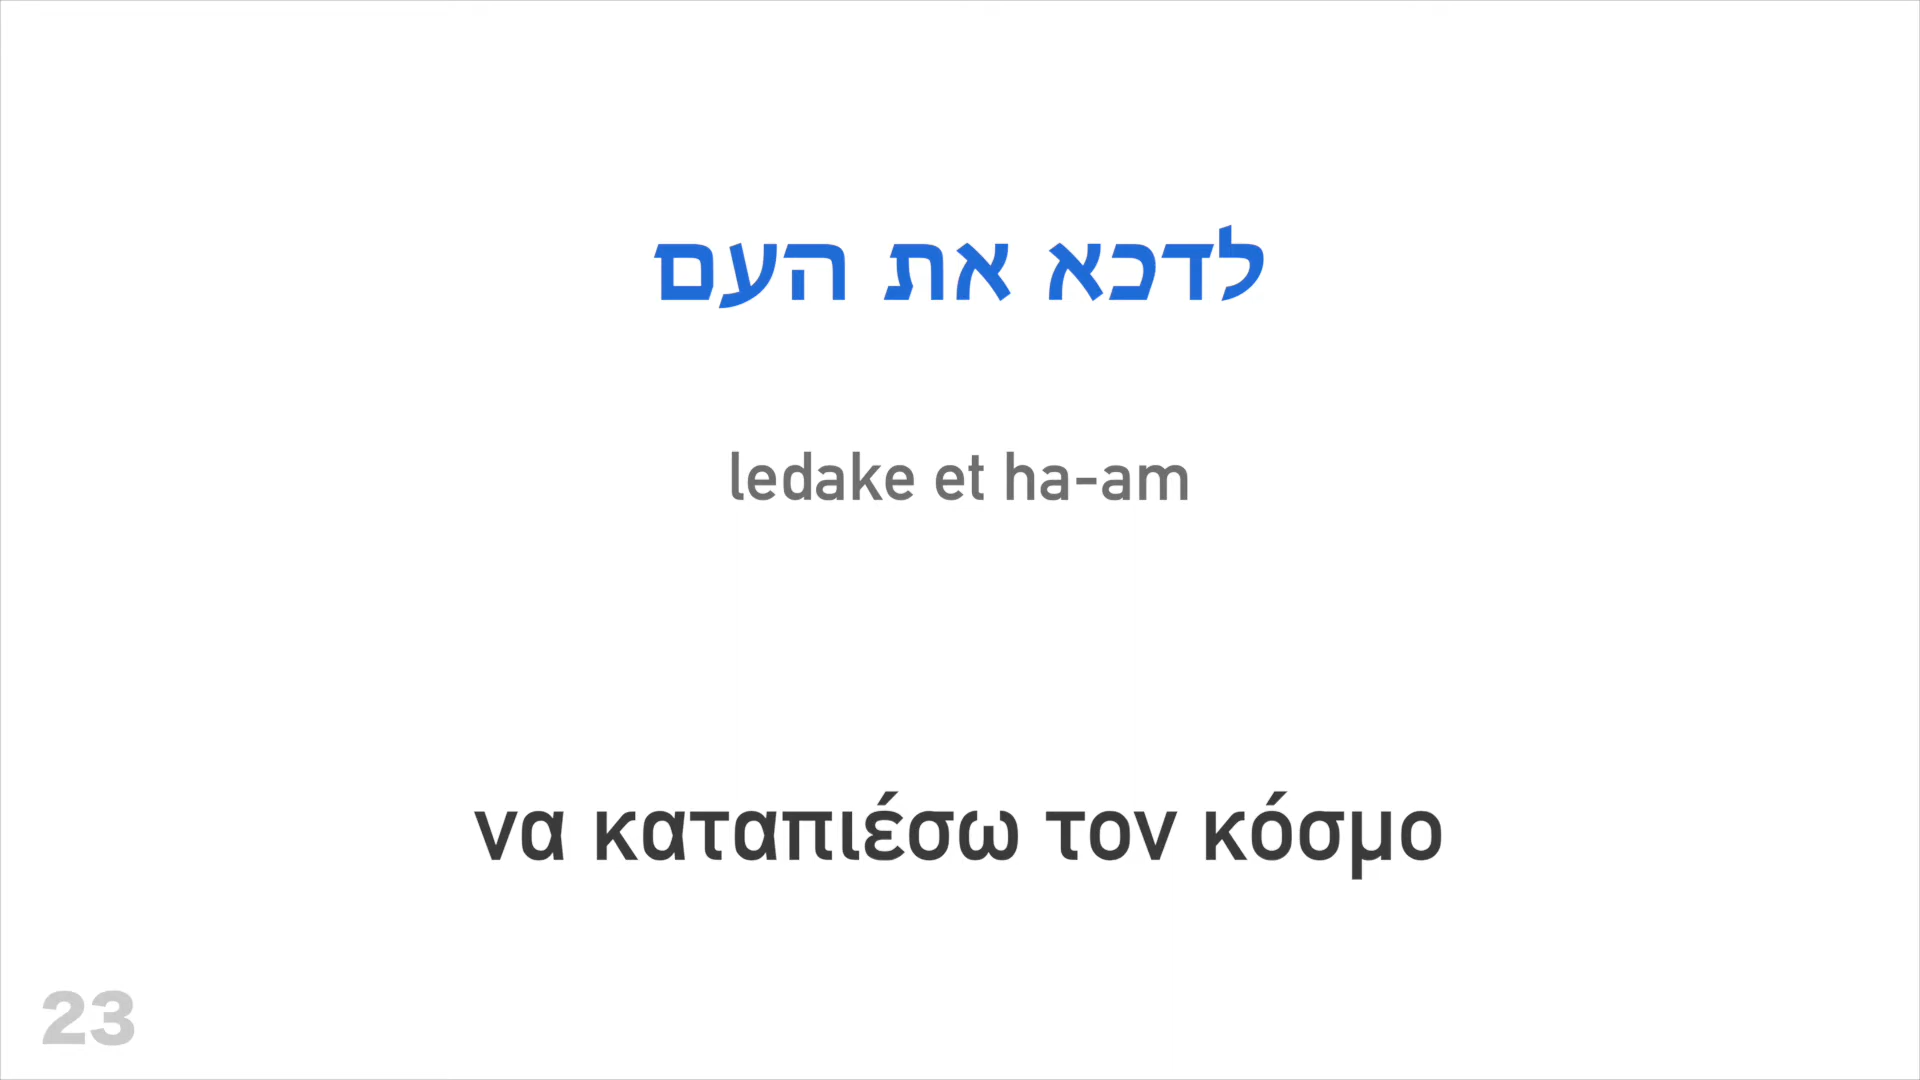 לדכא את העם
ledake et ha-am
να καταπιέσω τον κόσμο
23